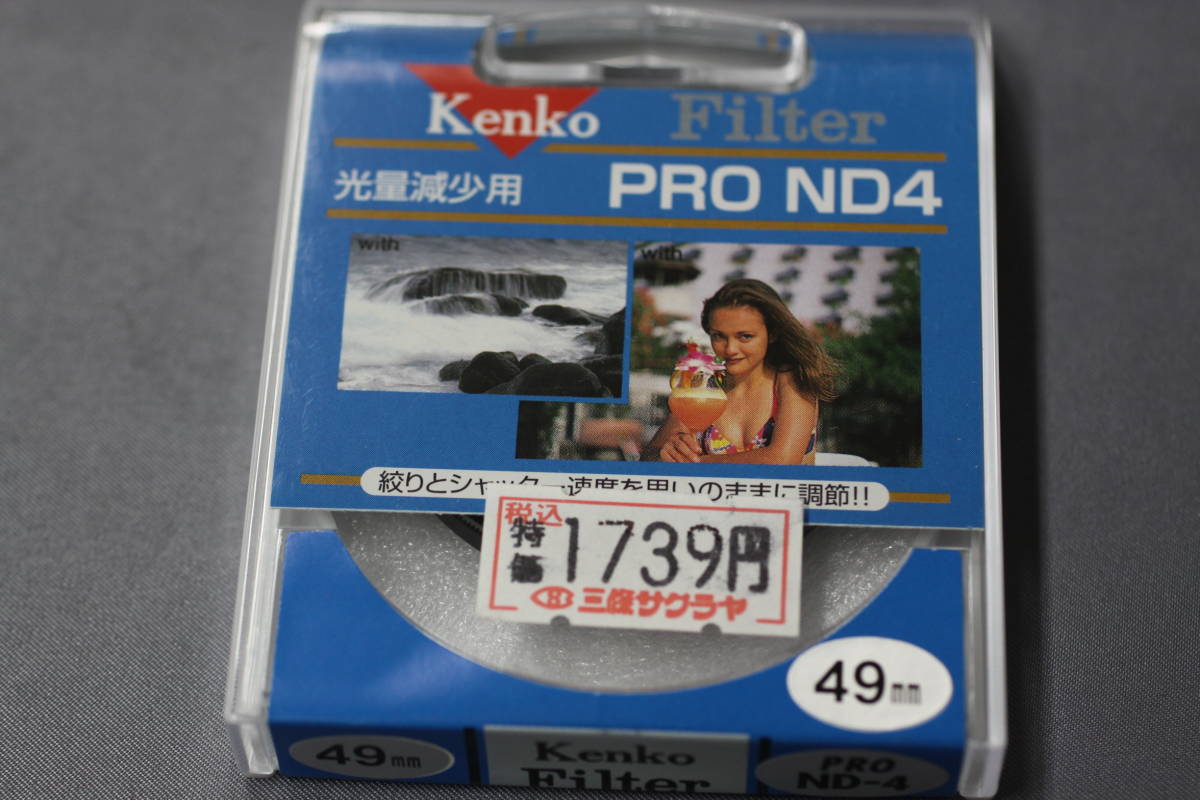 Kenko Filter
光量減少用 PRO ND4
with
with
絞りとシャッター速度を思いのままに調節!!
税込
特価 1739円
三條サクラヤ
49mm
49mm
Kenko
Filter
PRO
ND-4